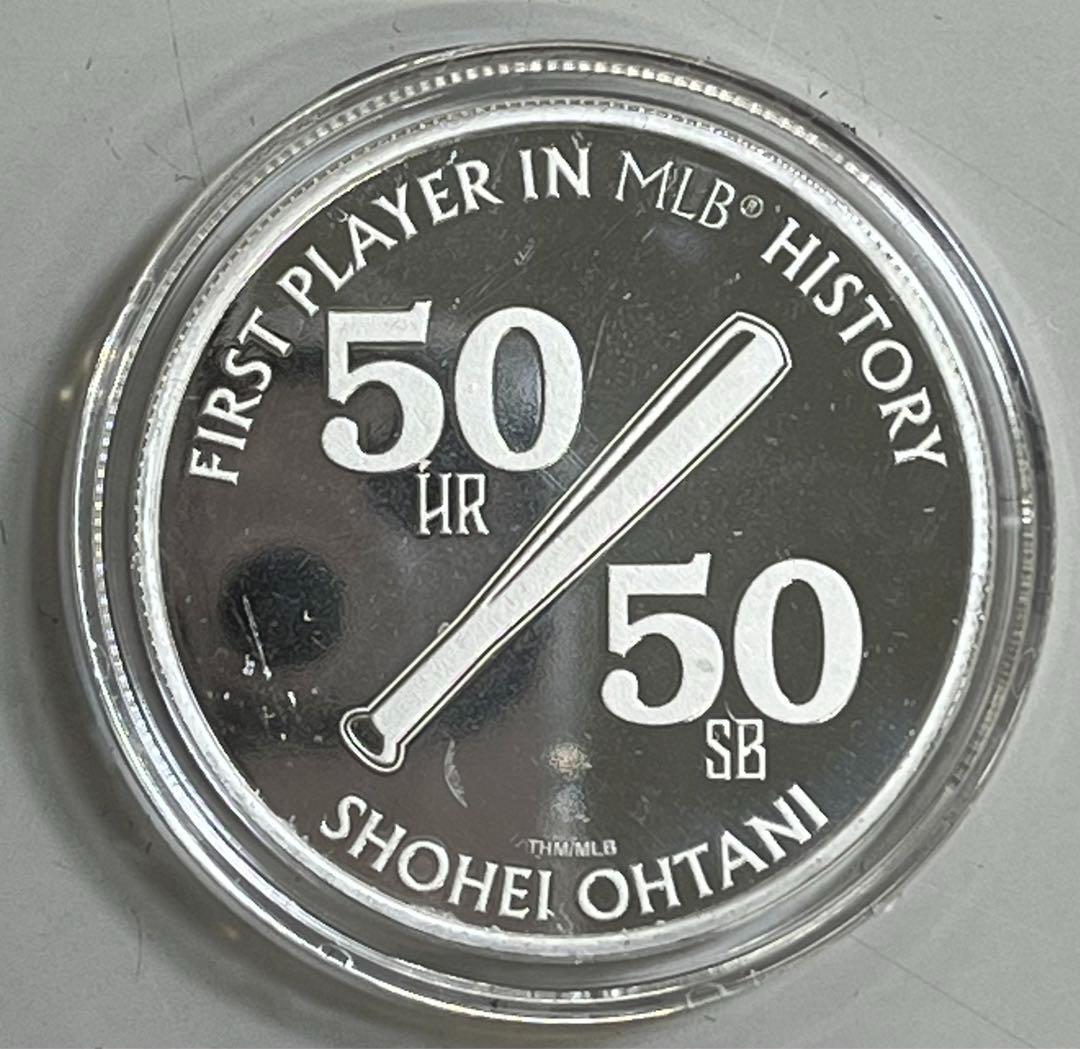 FIRST PLAYER IN MLB® HISTORY
50
HR
50
SB
THM/MLB
SHOHEI OHTANI